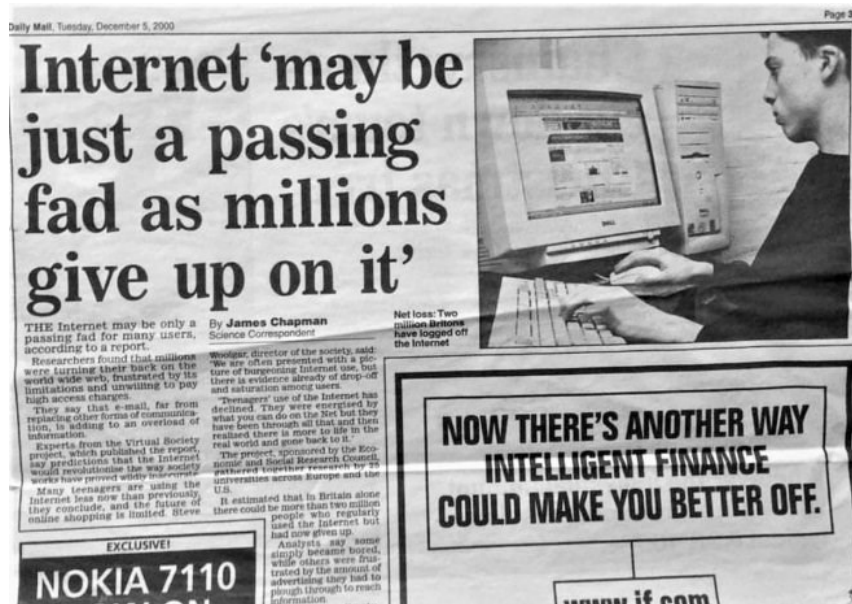 Daily Mail, Tuesday, December 5, 2000
Page 3
Internet ‘may be
just a passing
fad as millions
give up on it’
THE Internet may be only a
passing fad for many users,
according to a report.
Researchers found that millions
were turning their back on the
world wide web, frustrated by its
limitations and unwilling to pay
high access charges.
They say that e-mail, far from
replacing other forms of communica-
tion, is adding to an overload of
information.
Experts from the Virtual Society
project, which published the report,
say predictions that the Internet
would revolutionise the way society
works have proved wildly inaccurate.
Many teenagers are using the
Internet less now than previously,
they conclude, and the future of
online shopping is limited. Steve
By James Chapman
Science Correspondent
Woolgar, director of the society, said:
‘We are often presented with a pic-
ture of burgeoning Internet use, but
there is evidence already of drop-off
and saturation among users.
‘Teenagers’ use of the Internet has
declined. They were energised by
what you can do on the Net but they
have been through all that and then
realised there is more to life in the
real world and gone back to it.’
The project, sponsored by the Eco-
nomic and Social Research Council,
gathered together research by 25
universities across Europe and the
U.S.
It estimated that in Britain alone
there could be more than two million
people who regularly
used the Internet but
had now given up.
Analysts say some
simply became bored,
while others were frus-
trated by the amount of
advertising they had to
plough through to reach
information.
Net loss: Two
million Britons
have logged off
the Internet
DELL
EXCLUSIVE!
NOKIA 7110
NOW THERE'S ANOTHER WAY
INTELLIGENT FINANCE
COULD MAKE YOU BETTER OFF.
www.if.com